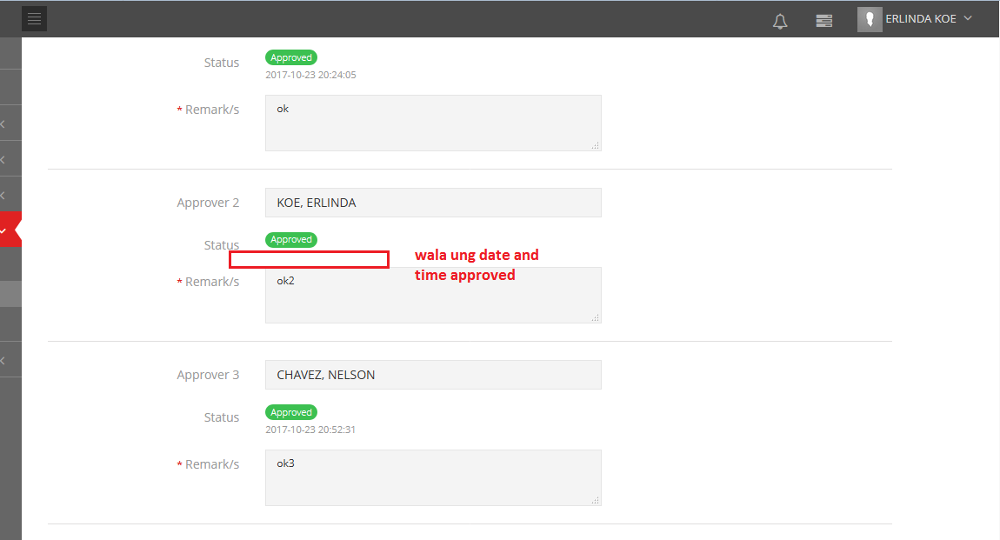 ERLINDA KOE
Status
Approved
2017-10-23 20:24:05
* Remark/s
ok
Approver 2
KOE, ERLINDA
Status
Approved
wala ung date and
time approved
* Remark/s
ok2
Approver 3
CHAVEZ, NELSON
Status
Approved
2017-10-23 20:52:31
* Remark/s
ok3